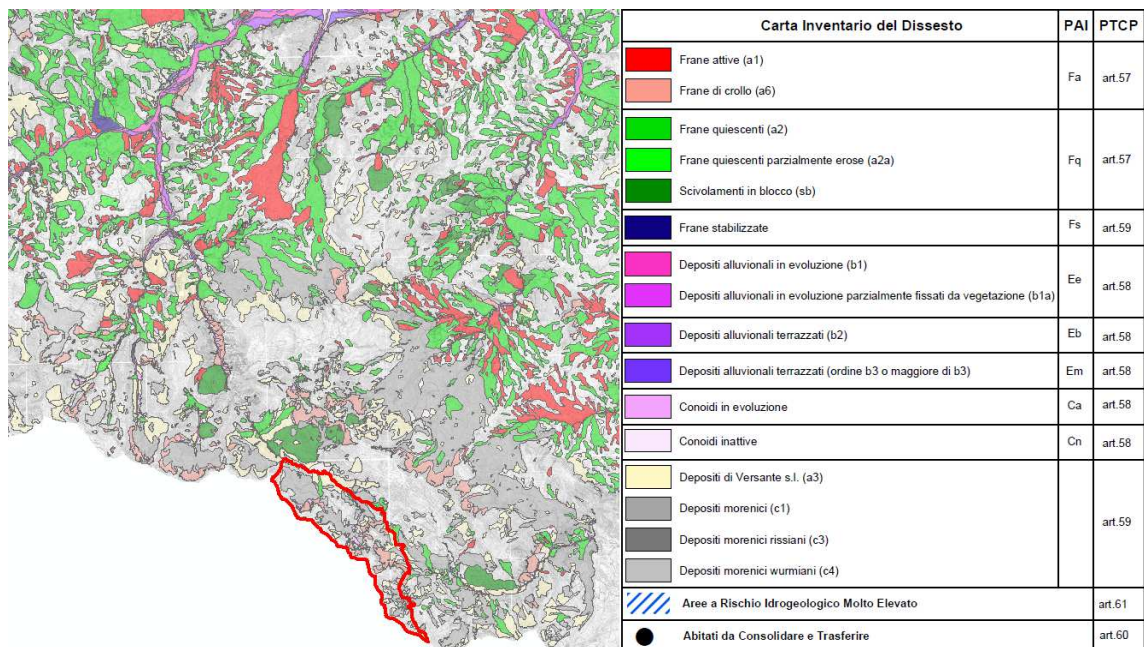 Carta Inventario del Dissesto PAI PTCP
Frane attive (a1)
Frane di crollo (a6)
Fa art.57
Frane quiescenti (a2)
Frane quiescenti parzialmente erose (a2a)
Scivolamenti in blocco (sb)
Fq art.57
Frane stabilizzate Fs art.59
Depositi alluvionali in evoluzione (b1)
Depositi alluvionali in evoluzione parzialmente fissati da vegetazione (b1a)
Ee art.58
Depositi alluvionali terrazzati (b2) Eb art.58
Depositi alluvionali terrazzati (ordine b3 o maggiore di b3) Em art.58
Conoidi in evoluzione Ca art.58
Conoidi inattive Cn art.58
Depositi di Versante s.l. (a3)
Depositi morenici (c1)
Depositi morenici rissiani (c3)
Depositi morenici wurmiani (c4)
art.59
Aree a Rischio Idrogeologico Molto Elevato art.61
Abitati da Consolidare e Trasferire art.60